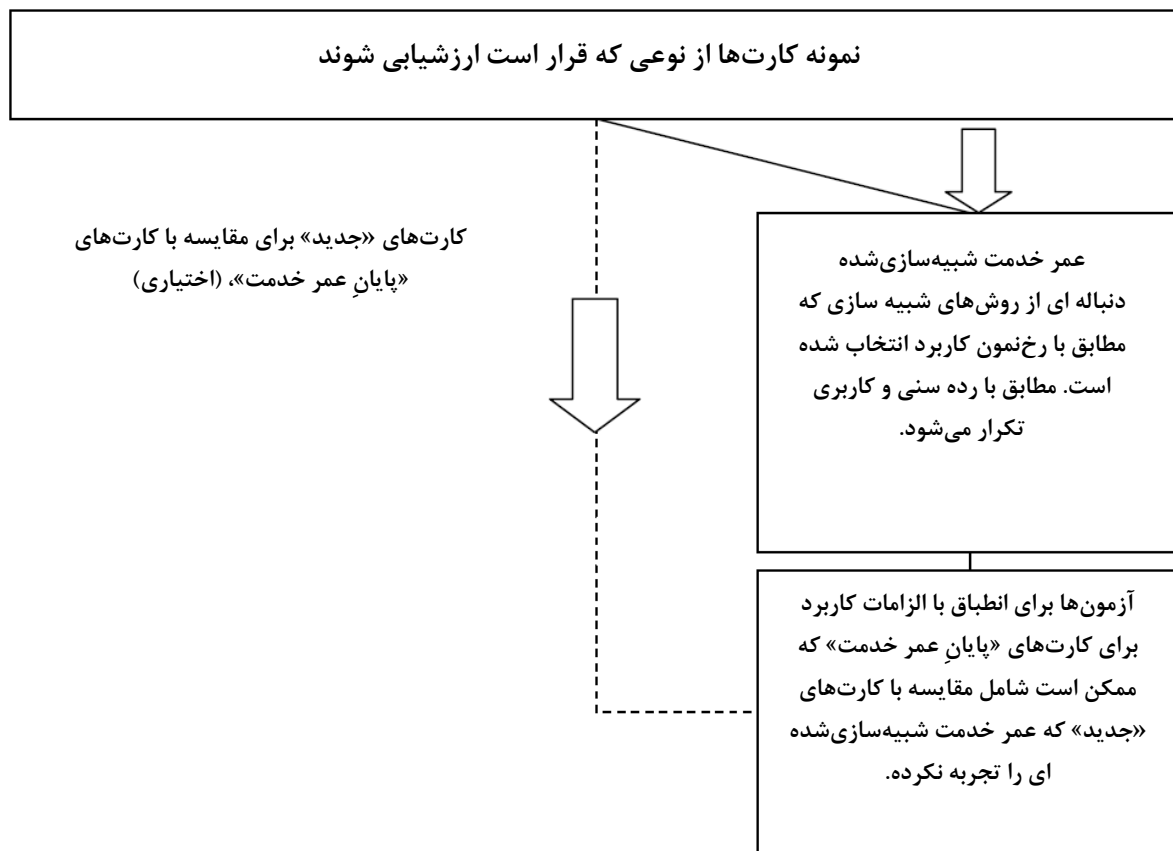 نمونه کارت‌ها از نوعی که قرار است ارزشیابی شوند
کارت‌های «جدید» برای مقایسه با کارت‌های
«پایانِ عمر خدمت»، (اختیاری)
عمر خدمت شبیه‌سازی‌شده
دنباله ای از روش‌های شبیه سازی که
مطابق با رخ‌نمون کاربرد انتخاب شده
است. مطابق با رده سنی و کاربری
تکرار می‌شود.
آزمون‌ها برای انطباق با الزامات کاربرد
برای کارت‌های «پایانِ عمر خدمت» که
ممکن است شامل مقایسه با کارت‌های
«جدید» که عمر خدمت شبیه‌سازی‌شده
ای را تجربه نکرده.